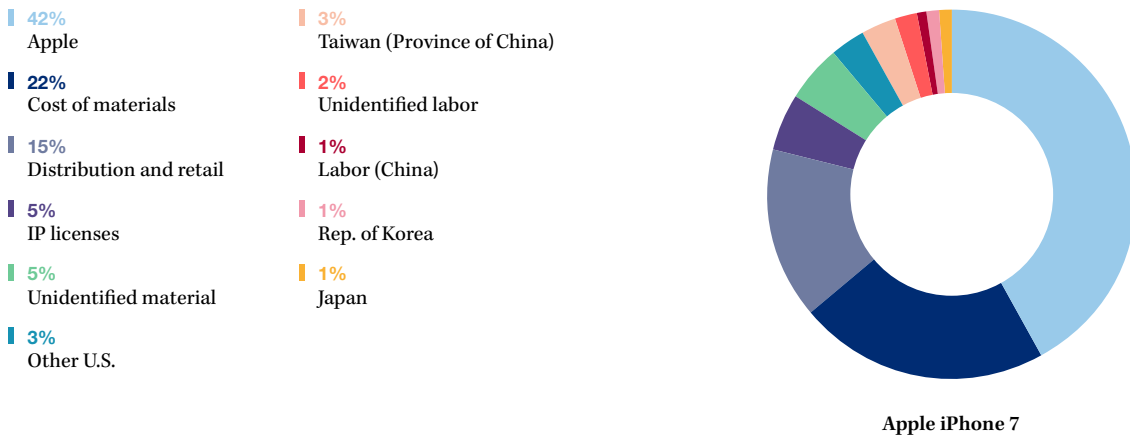 42%
Apple
22%
Cost of materials
15%
Distribution and retail
5%
IP licenses
5%
Unidentified material
3%
Other U.S.
3%
Taiwan (Province of China)
2%
Unidentified labor
1%
Labor (China)
1%
Rep. of Korea
1%
Japan
Apple iPhone 7